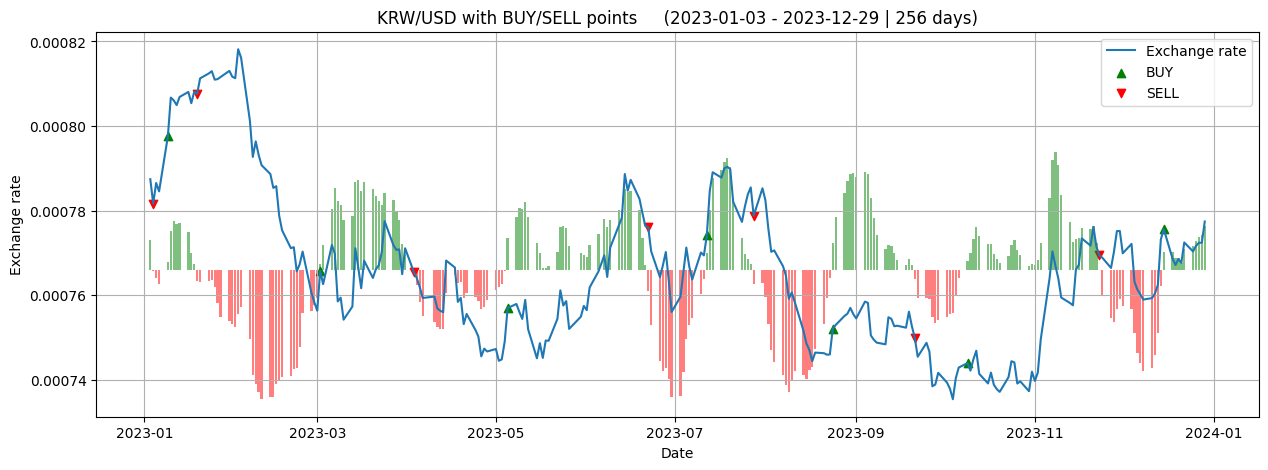 KRW/USD with BUY/SELL points     (2023-01-03 - 2023-12-29 | 256 days)
Exchange rate
BUY
SELL
0.00082
0.00080
0.00078
0.00076
0.00074
Exchange rate
2023-01
2023-03
2023-05
2023-07
2023-09
2023-11
2024-01
Date